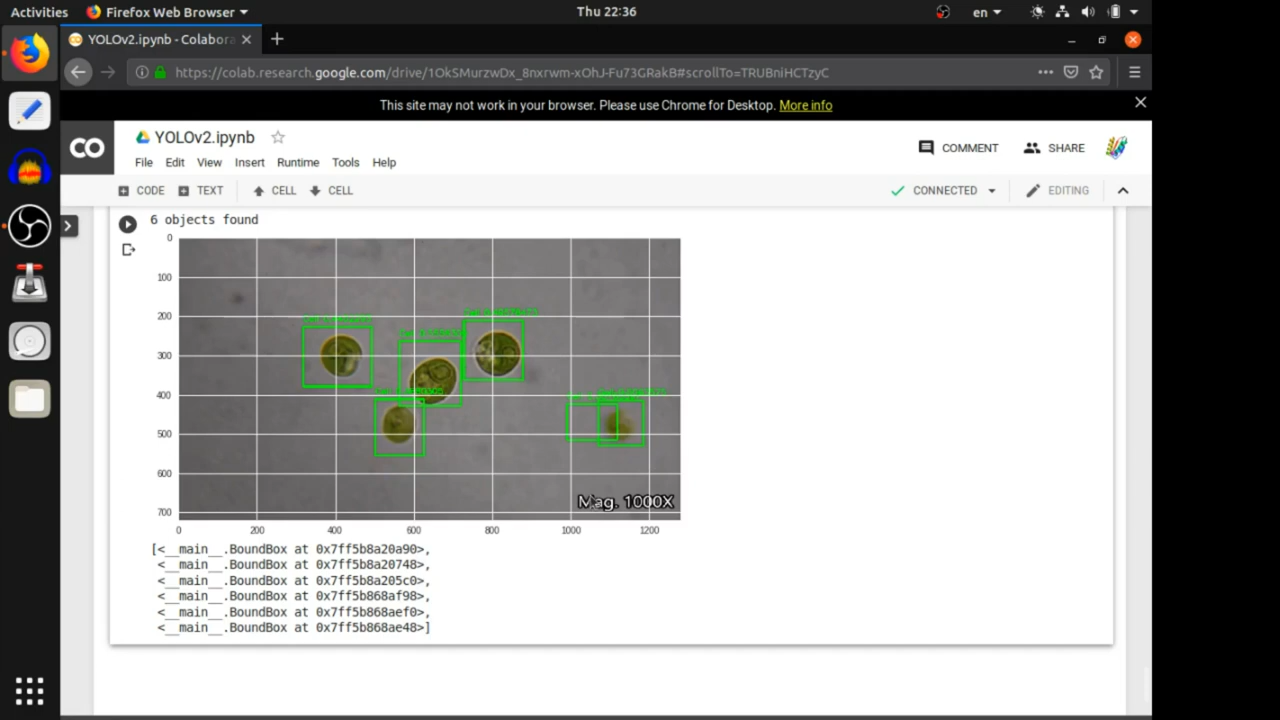 Activities Firefox Web Browser Thu 22:36 en
YOLOv2.ipynb - Colabora
https://colab.research.google.com/drive/1OkSMurzwDx_8nxrwm-xOhJ-Fu73GRakB#scrollTo=TRUBniHCTzyC
This site may not work in your browser. Please use Chrome for Desktop. More info
CO YOLOv2.ipynb
COMMENT SHARE
File Edit View Insert Runtime Tools Help
CODE TEXT CELL CELL CONNECTED EDITING
6 objects found
0
100
200
300
400
500
600
700
Mag. 1000X
0 200 400 600 800 1000 1200
[<__main__.BoundBox at 0x7ff5b8a20a90>,
<__main__.BoundBox at 0x7ff5b8a20748>,
<__main__.BoundBox at 0x7ff5b8a205c0>,
<__main__.BoundBox at 0x7ff5b868af98>,
<__main__.BoundBox at 0x7ff5b868aef0>,
<__main__.BoundBox at 0x7ff5b868ae48>]